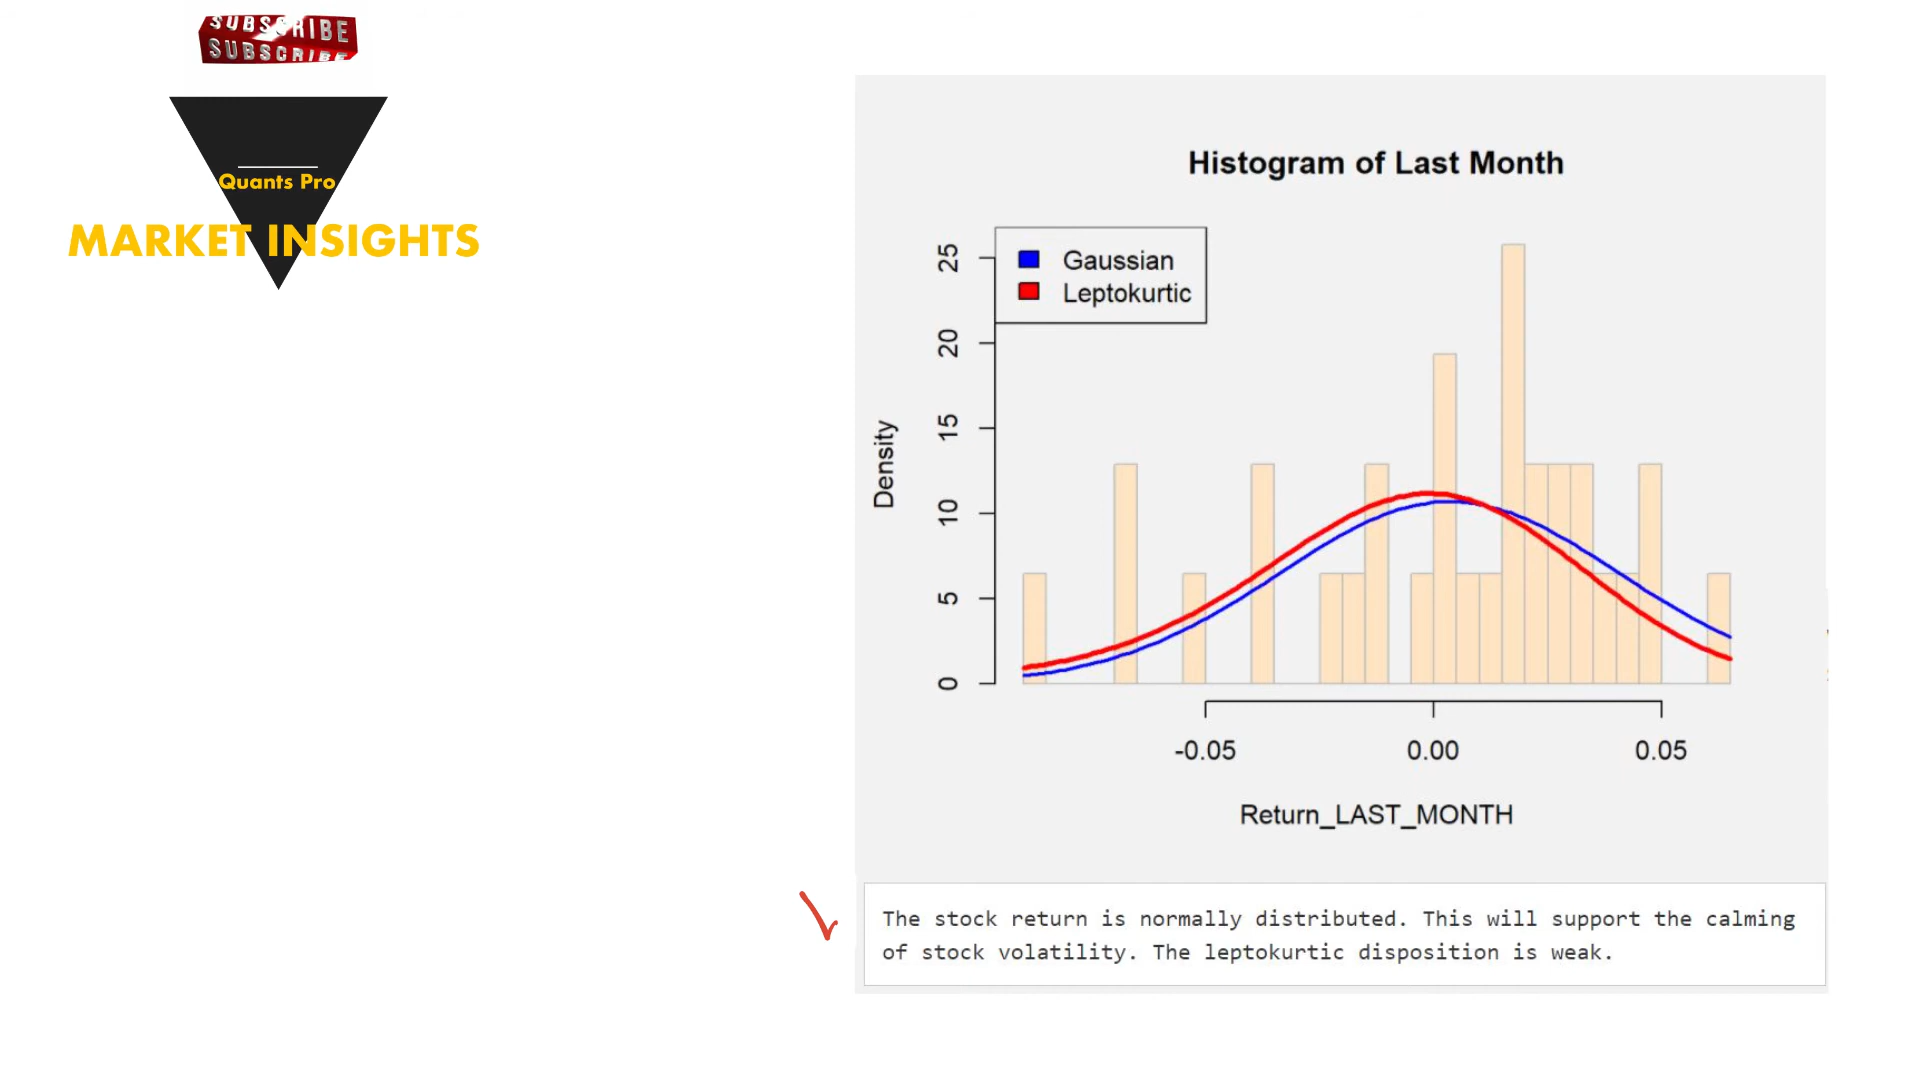 SUBSCRIBE
SUBSCRIBE
Quants Pro
MARKET INSIGHTS
Histogram of Last Month
Gaussian
Leptokurtic
25
20
15
10
5
0
Density
-0.05 0.00 0.05
Return_LAST_MONTH
The stock return is normally distributed. This will support the calming
of stock volatility. The leptokurtic disposition is weak.